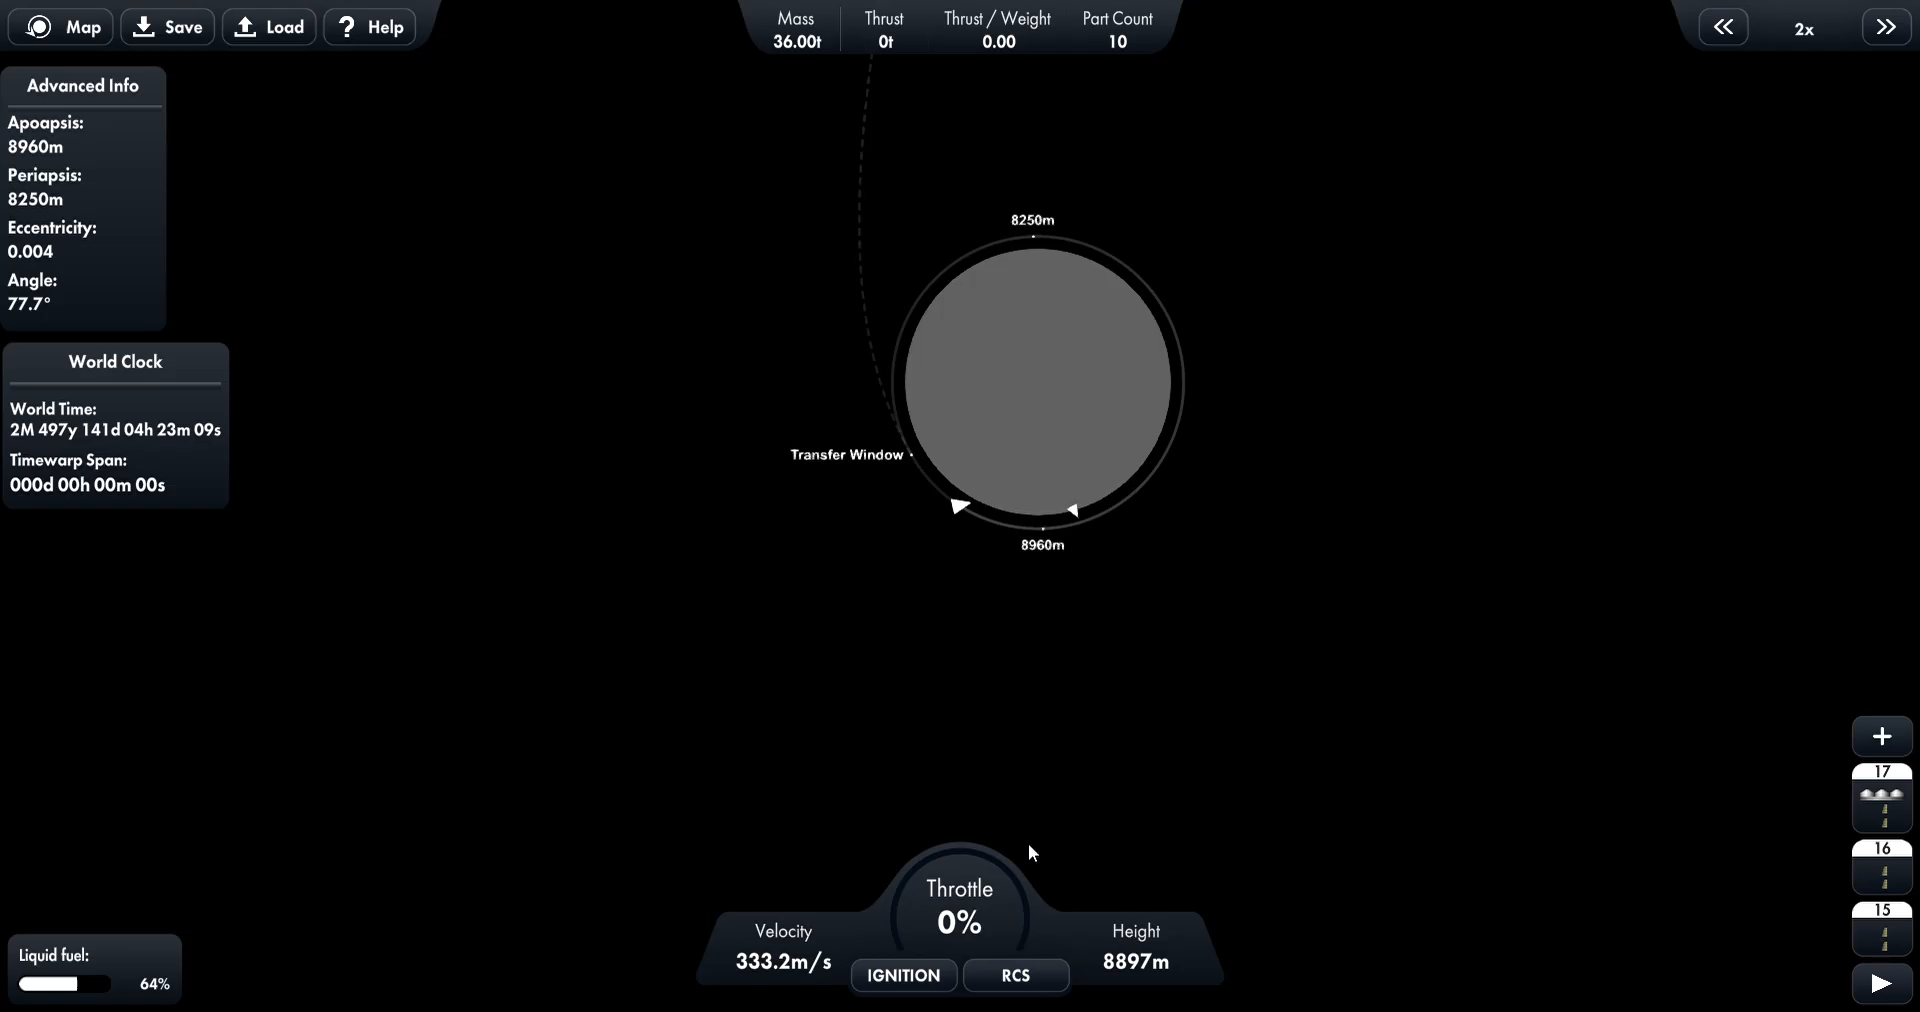 Map
Save
Load
Help
Mass
36.00t
Thrust
0t
Thrust / Weight
0.00
Part Count
10
2x
Advanced Info
Apoapsis:
8960m
Periapsis:
8250m
Eccentricity:
0.004
Angle:
77.7°
World Clock
World Time:
2M 497y 141d 04h 23m 09s
Timewarp Span:
000d 00h 00m 00s
8250m
Transfer Window
8960m
17
16
15
Throttle
0%
Velocity
333.2m/s
Height
8897m
IGNITION
RCS
Liquid fuel:
64%